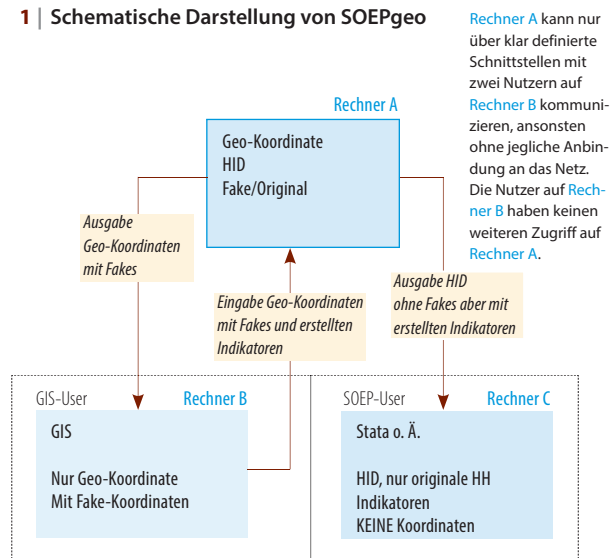 1 | Schematische Darstellung von SOEPgeo
Rechner A kann nur
über klar definierte
Schnittstellen mit
zwei Nutzern auf
Rechner B kommuni-
zieren, ansonsten
ohne jegliche Anbin-
dung an das Netz.
Die Nutzer auf Rech-
ner B haben keinen
weiteren Zugriff auf
Rechner A.
Rechner A
Geo-Koordinate
HID
Fake/Original
Ausgabe
Geo-Koordinaten
mit Fakes
Eingabe Geo-Koordinaten
mit Fakes und erstellten
Indikatoren
Ausgabe HID
ohne Fakes aber mit
erstellten Indikatoren
GIS-User Rechner B
GIS
Nur Geo-Koordinate
Mit Fake-Koordinaten
SOEP-User Rechner C
Stata o. Ä.
HID, nur originale HH
Indikatoren
KEINE Koordinaten